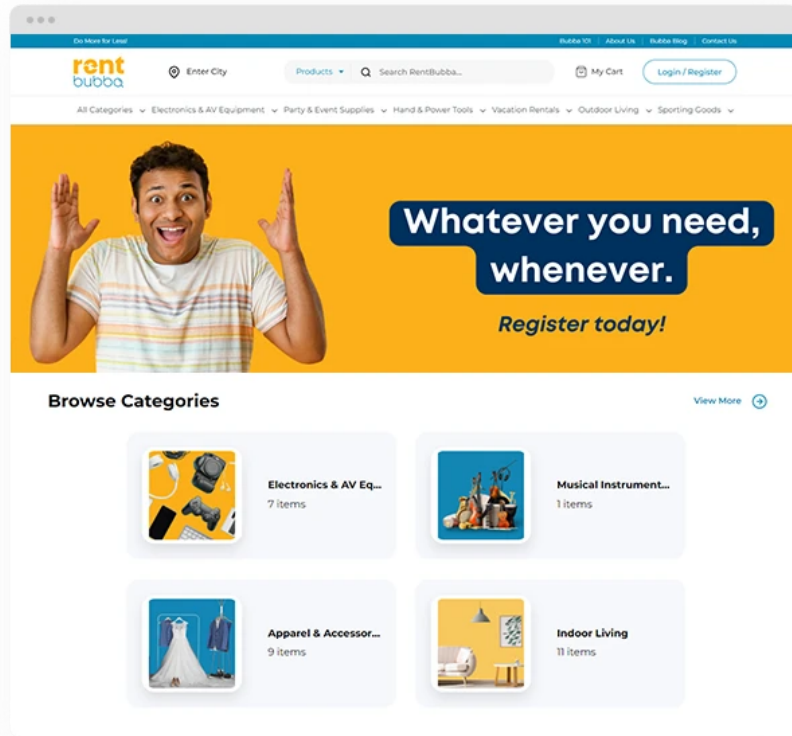 Do More for Less!
Bubba 101 | About Us | Bubba Blog | Contact Us
rent
bubba
Enter City
Products
Search RentBubba...
My Cart
Login / Register
All Categories Electronics & AV Equipment Party & Event Supplies Hand & Power Tools Vacation Rentals Outdoor Living Sporting Goods
Whatever you need,
whenever.
Register today!
Browse Categories
View More
Electronics & AV Eq...
7 items
Musical Instrument...
1 items
Apparel & Accessor...
9 items
Indoor Living
11 items